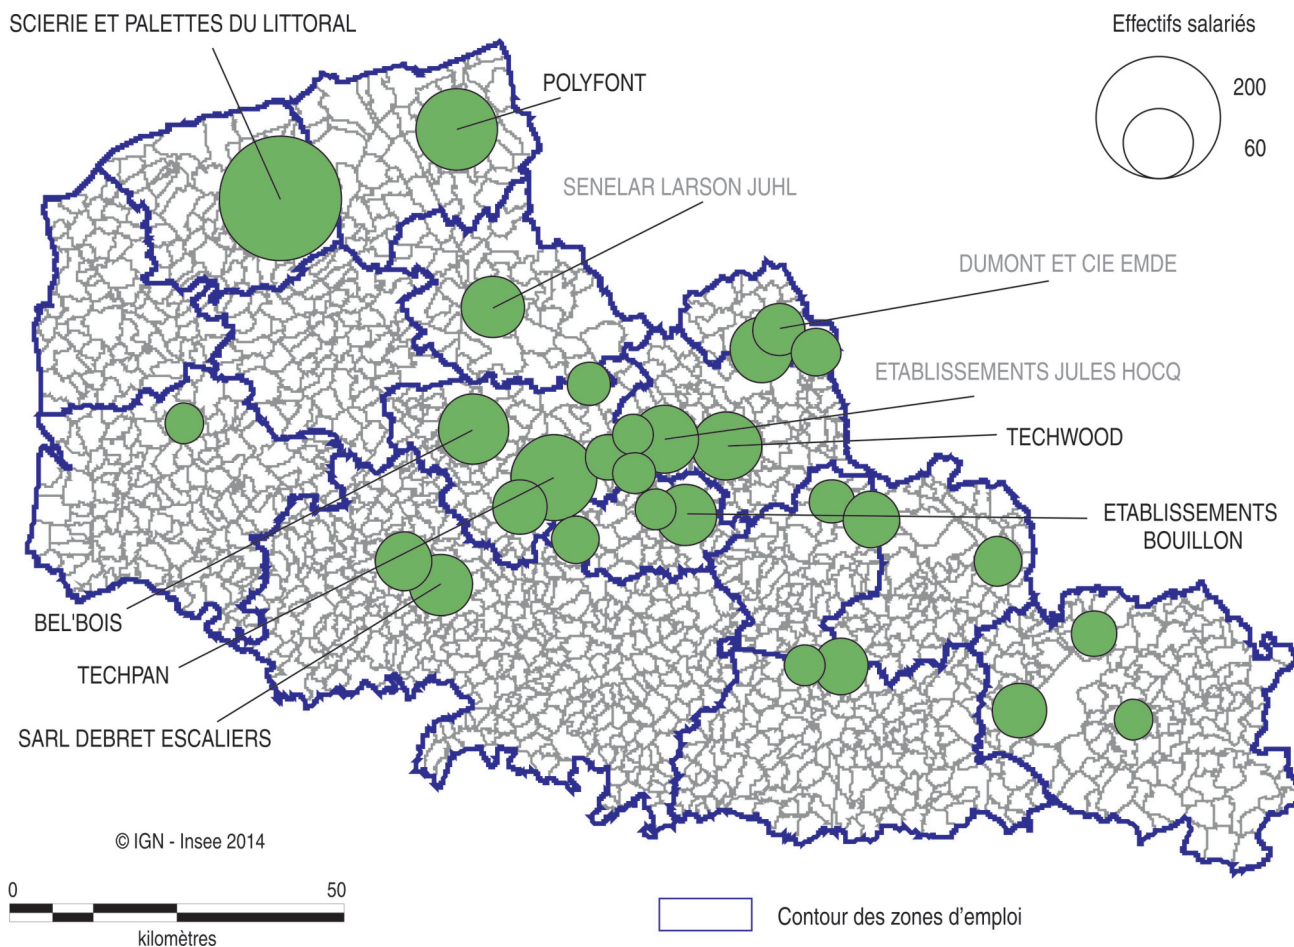 SCIERIE ET PALETTES DU LITTORAL
Effectifs salariés
200
60
POLYFONT
SENELAR LARSON JUHL
DUMONT ET CIE EMDE
ETABLISSEMENTS JULES HOCQ
TECHWOOD
ETABLISSEMENTS
BOUILLON
BEL'BOIS
TECHPAN
SARL DEBRET ESCALIERS
© IGN - Insee 2014
0 50
kilomètres
Contour des zones d'emploi